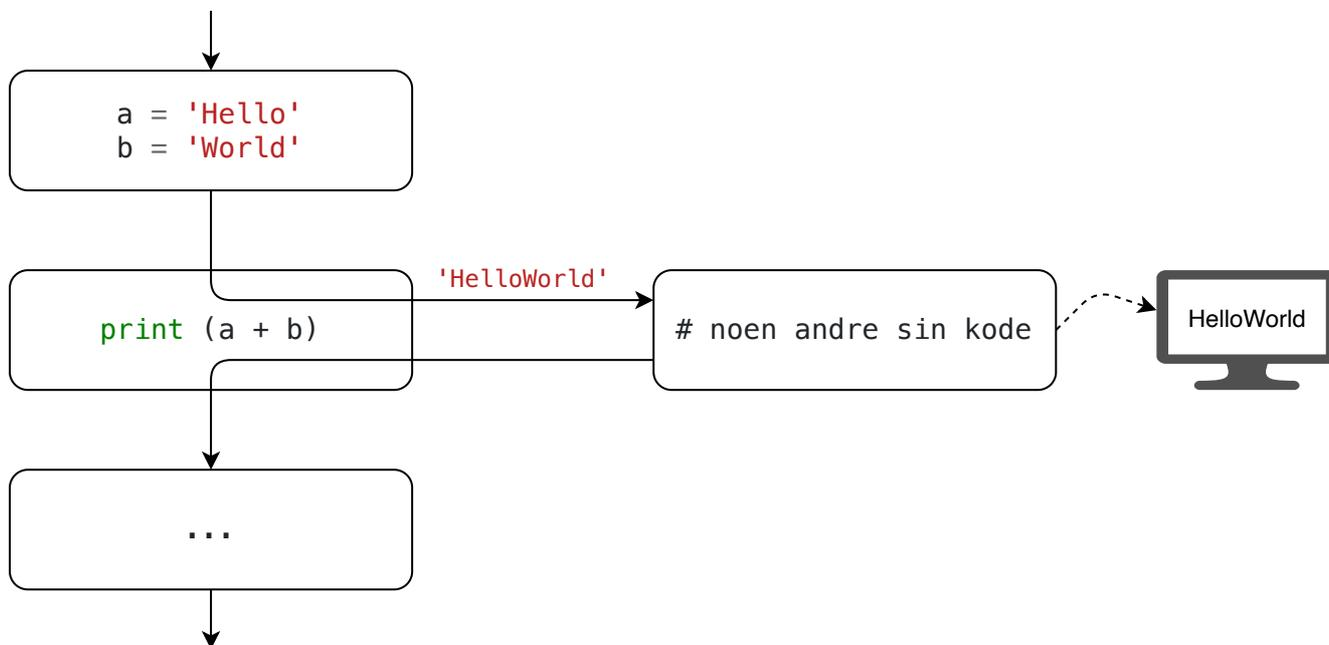 a = 'Hello'
b = 'World'
'HelloWorld'
print (a + b)
# noen andre sin kode
HelloWorld
...